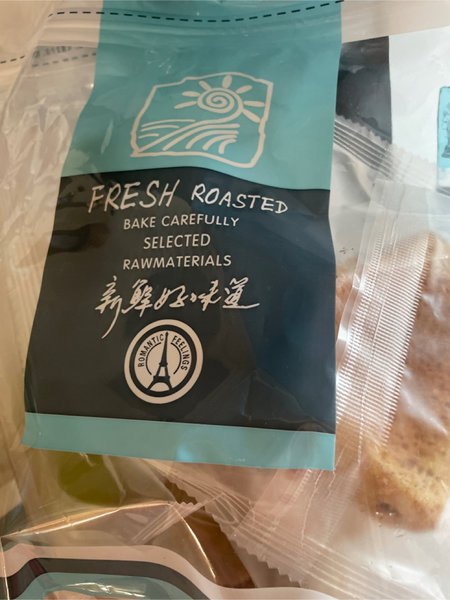 FRESH ROASTED
BAKE CAREFULLY
SELECTED
RAWMATERIALS
新鲜好味道
ROMANTIC FEELINGS